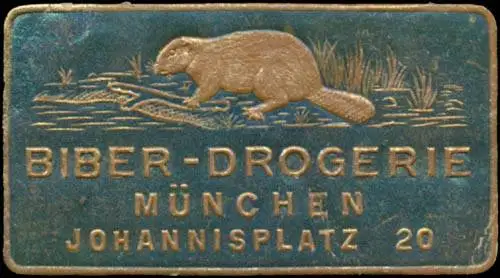 BIBER-DROGERIE
MÜNCHEN
JOHANNISPLATZ 20